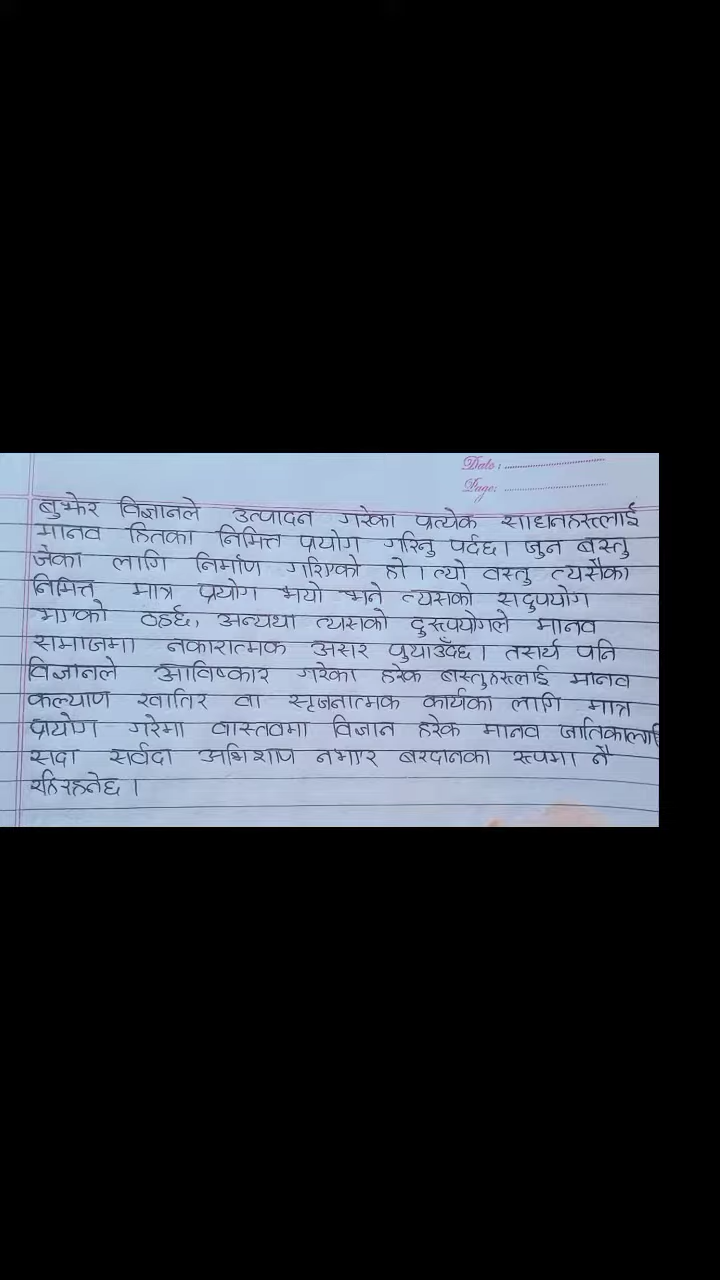 Date :
Page:
बुझेर विज्ञानले उत्पादन गरेका प्रत्येक साधनहरूलाई
मानव हितका निमित्त प्रयोग गरिनु पर्दछ। जुन बस्तु
जेका लागि निर्माण गरिएको हो। त्यो वस्तु त्यसैका
निमित्त मात्र प्रयोग भयो भने त्यसको सदुपयोग
भएको ठहर्छ, अन्यथा त्यसको दुरूपयोगले मानव
समाजमा नकारात्मक असर पुयाउँदछ। तसर्थ पनि
विज्ञानले आविष्कार गरेका हरेक बास्तुहरूलाई मानव
कल्याण खातिर वा सृजनात्मक कार्यका लागि मात्र
प्रयोग गरेमा वास्तवमा विज्ञान हरेक मानव जातिकालागि
सदा सर्वदा अभिशाप नभएर बरदानका रूपमा नै
रहिरहनेछ।